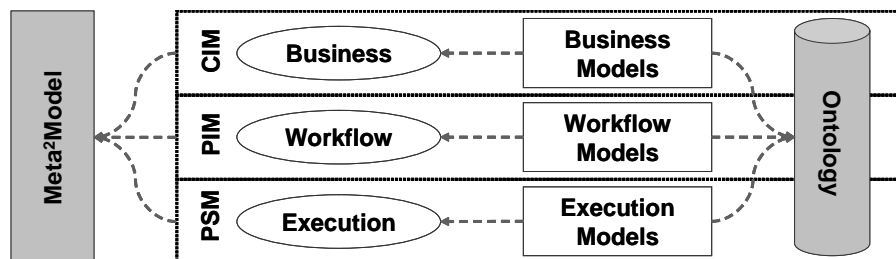 Meta²Model
CIM
Business
Business
Models
PIM
Workflow
Workflow
Models
PSM
Execution
Execution
Models
Ontology